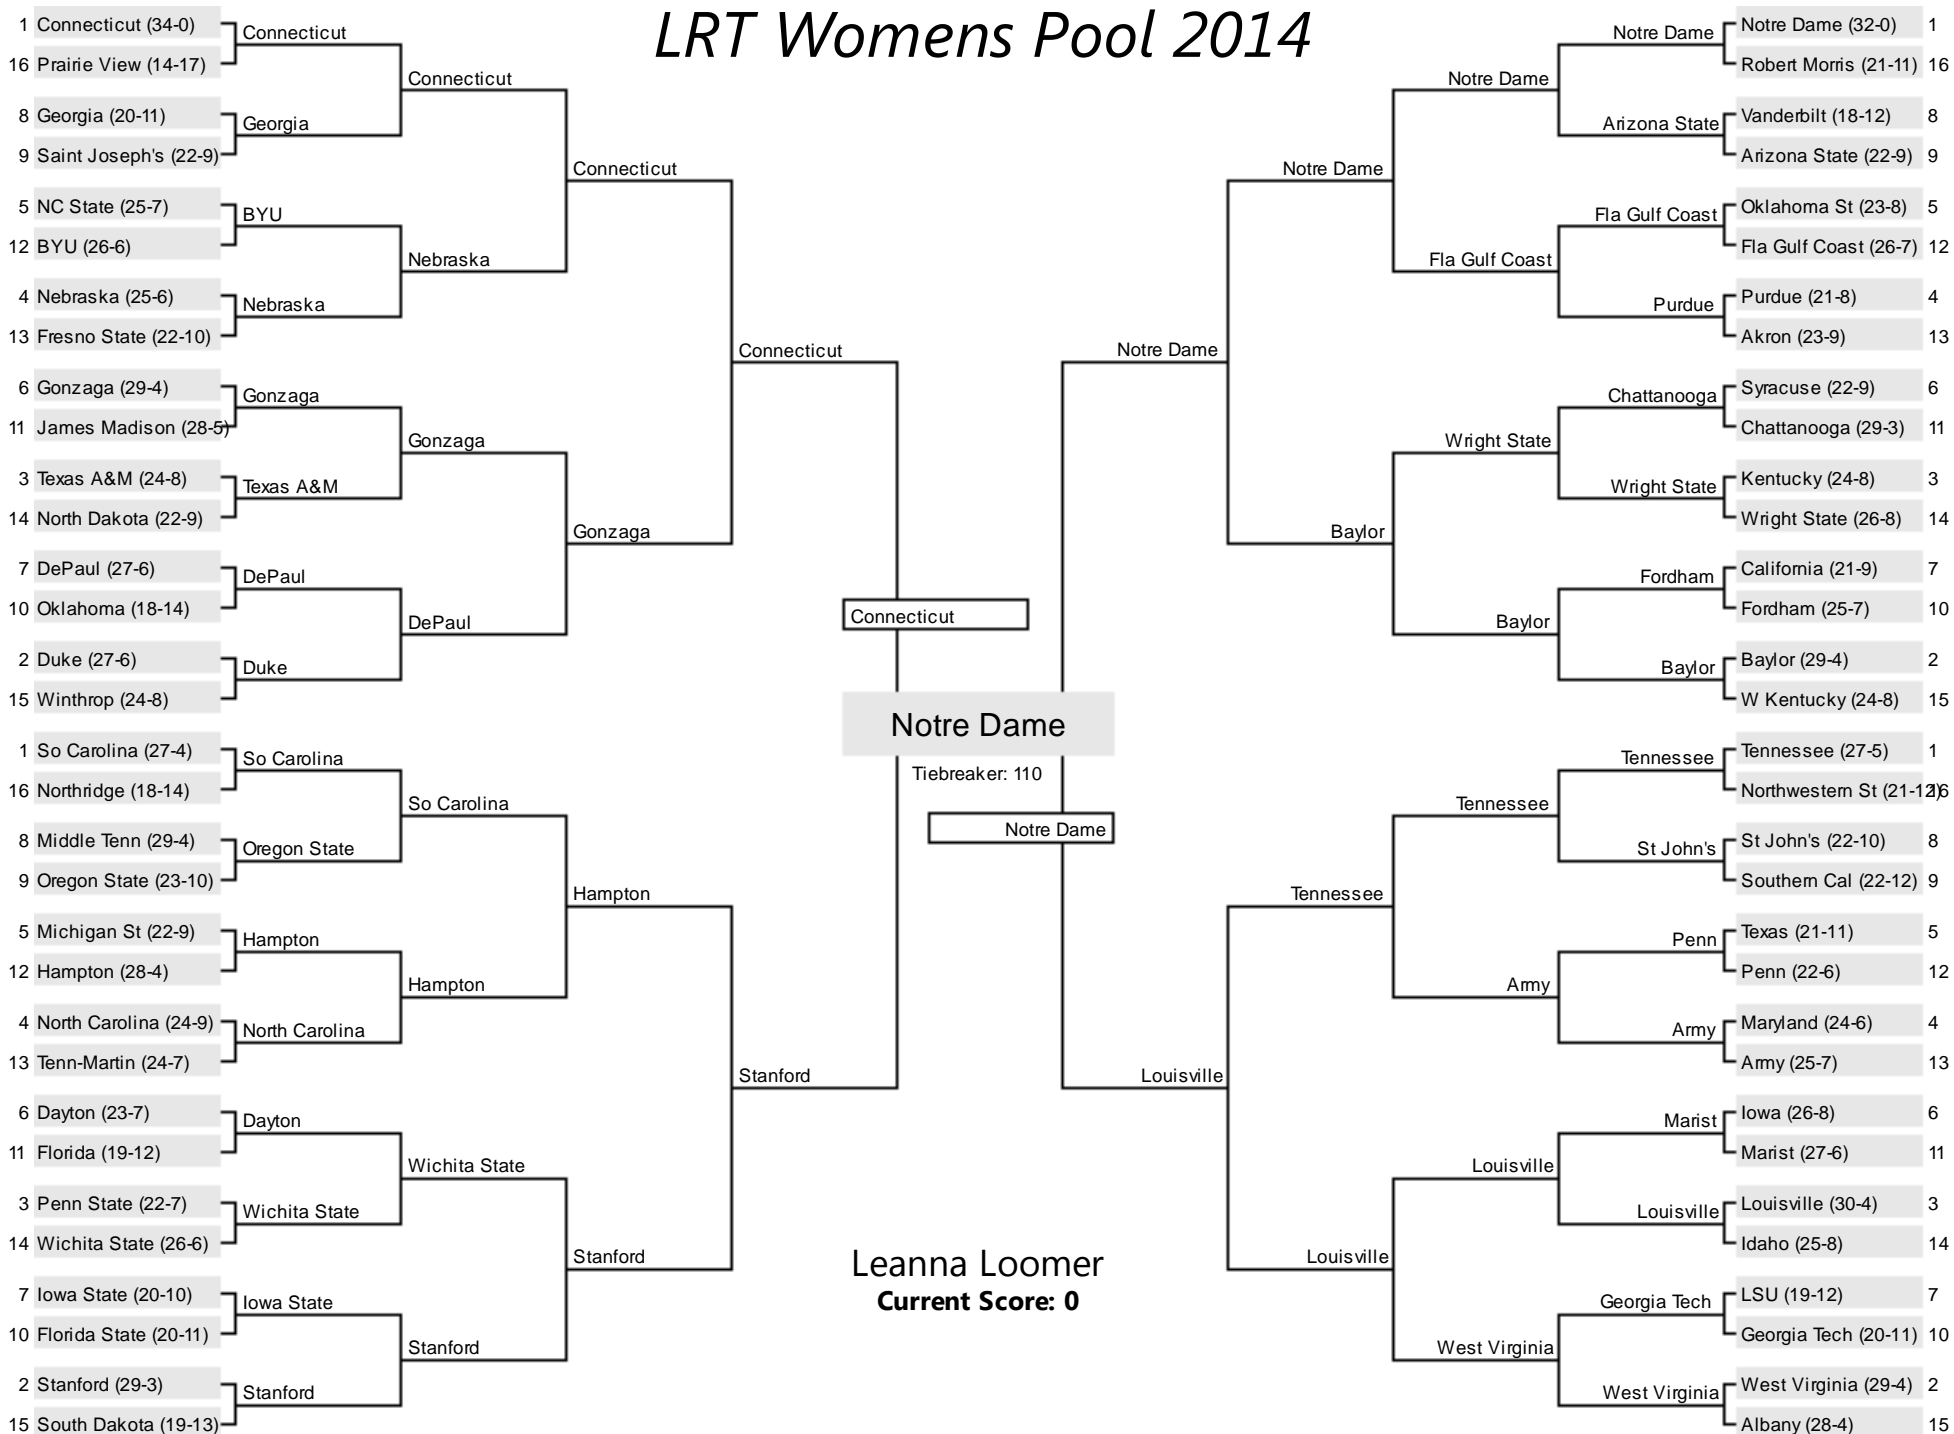 LRT Womens Pool 2014
1 Connecticut (34-0)
16 Prairie View (14-17)
8 Georgia (20-11)
9 Saint Joseph's (22-9)
5 NC State (25-7)
12 BYU (26-6)
4 Nebraska (25-6)
13 Fresno State (22-10)
6 Gonzaga (29-4)
11 James Madison (28-5)
3 Texas A&M (24-8)
14 North Dakota (22-9)
7 DePaul (27-6)
10 Oklahoma (18-14)
2 Duke (27-6)
15 Winthrop (24-8)
1 So Carolina (27-4)
16 Northridge (18-14)
8 Middle Tenn (29-4)
9 Oregon State (23-10)
5 Michigan St (22-9)
12 Hampton (28-4)
4 North Carolina (24-9)
13 Tenn-Martin (24-7)
6 Dayton (23-7)
11 Florida (19-12)
3 Penn State (22-7)
14 Wichita State (26-6)
7 Iowa State (20-10)
10 Florida State (20-11)
2 Stanford (29-3)
15 South Dakota (19-13)
Connecticut
Georgia
BYU
Nebraska
Gonzaga
Texas A&M
DePaul
Duke
So Carolina
Oregon State
Hampton
North Carolina
Dayton
Wichita State
Iowa State
Stanford
Connecticut
Nebraska
Gonzaga
DePaul
So Carolina
Hampton
Wichita State
Stanford
Connecticut
Gonzaga
Hampton
Stanford
Connecticut
Stanford
Connecticut
Notre Dame
Tiebreaker: 110
Notre Dame
Leanna Loomer
Current Score: 0
Notre Dame
Louisville
Notre Dame
Baylor
Tennessee
Louisville
Notre Dame
Fla Gulf Coast
Wright State
Baylor
Tennessee
Army
Louisville
West Virginia
Notre Dame
Arizona State
Fla Gulf Coast
Purdue
Chattanooga
Wright State
Fordham
Baylor
Tennessee
St John's
Penn
Army
Marist
Louisville
Georgia Tech
West Virginia
Notre Dame (32-0) 1
Robert Morris (21-11) 16
Vanderbilt (18-12) 8
Arizona State (22-9) 9
Oklahoma St (23-8) 5
Fla Gulf Coast (26-7) 12
Purdue (21-8) 4
Akron (23-9) 13
Syracuse (22-9) 6
Chattanooga (29-3) 11
Kentucky (24-8) 3
Wright State (26-8) 14
California (21-9) 7
Fordham (25-7) 10
Baylor (29-4) 2
W Kentucky (24-8) 15
Tennessee (27-5) 1
Northwestern St (21-12) 16
St John's (22-10) 8
Southern Cal (22-12) 9
Texas (21-11) 5
Penn (22-6) 12
Maryland (24-6) 4
Army (25-7) 13
Iowa (26-8) 6
Marist (27-6) 11
Louisville (30-4) 3
Idaho (25-8) 14
LSU (19-12) 7
Georgia Tech (20-11) 10
West Virginia (29-4) 2
Albany (28-4) 15